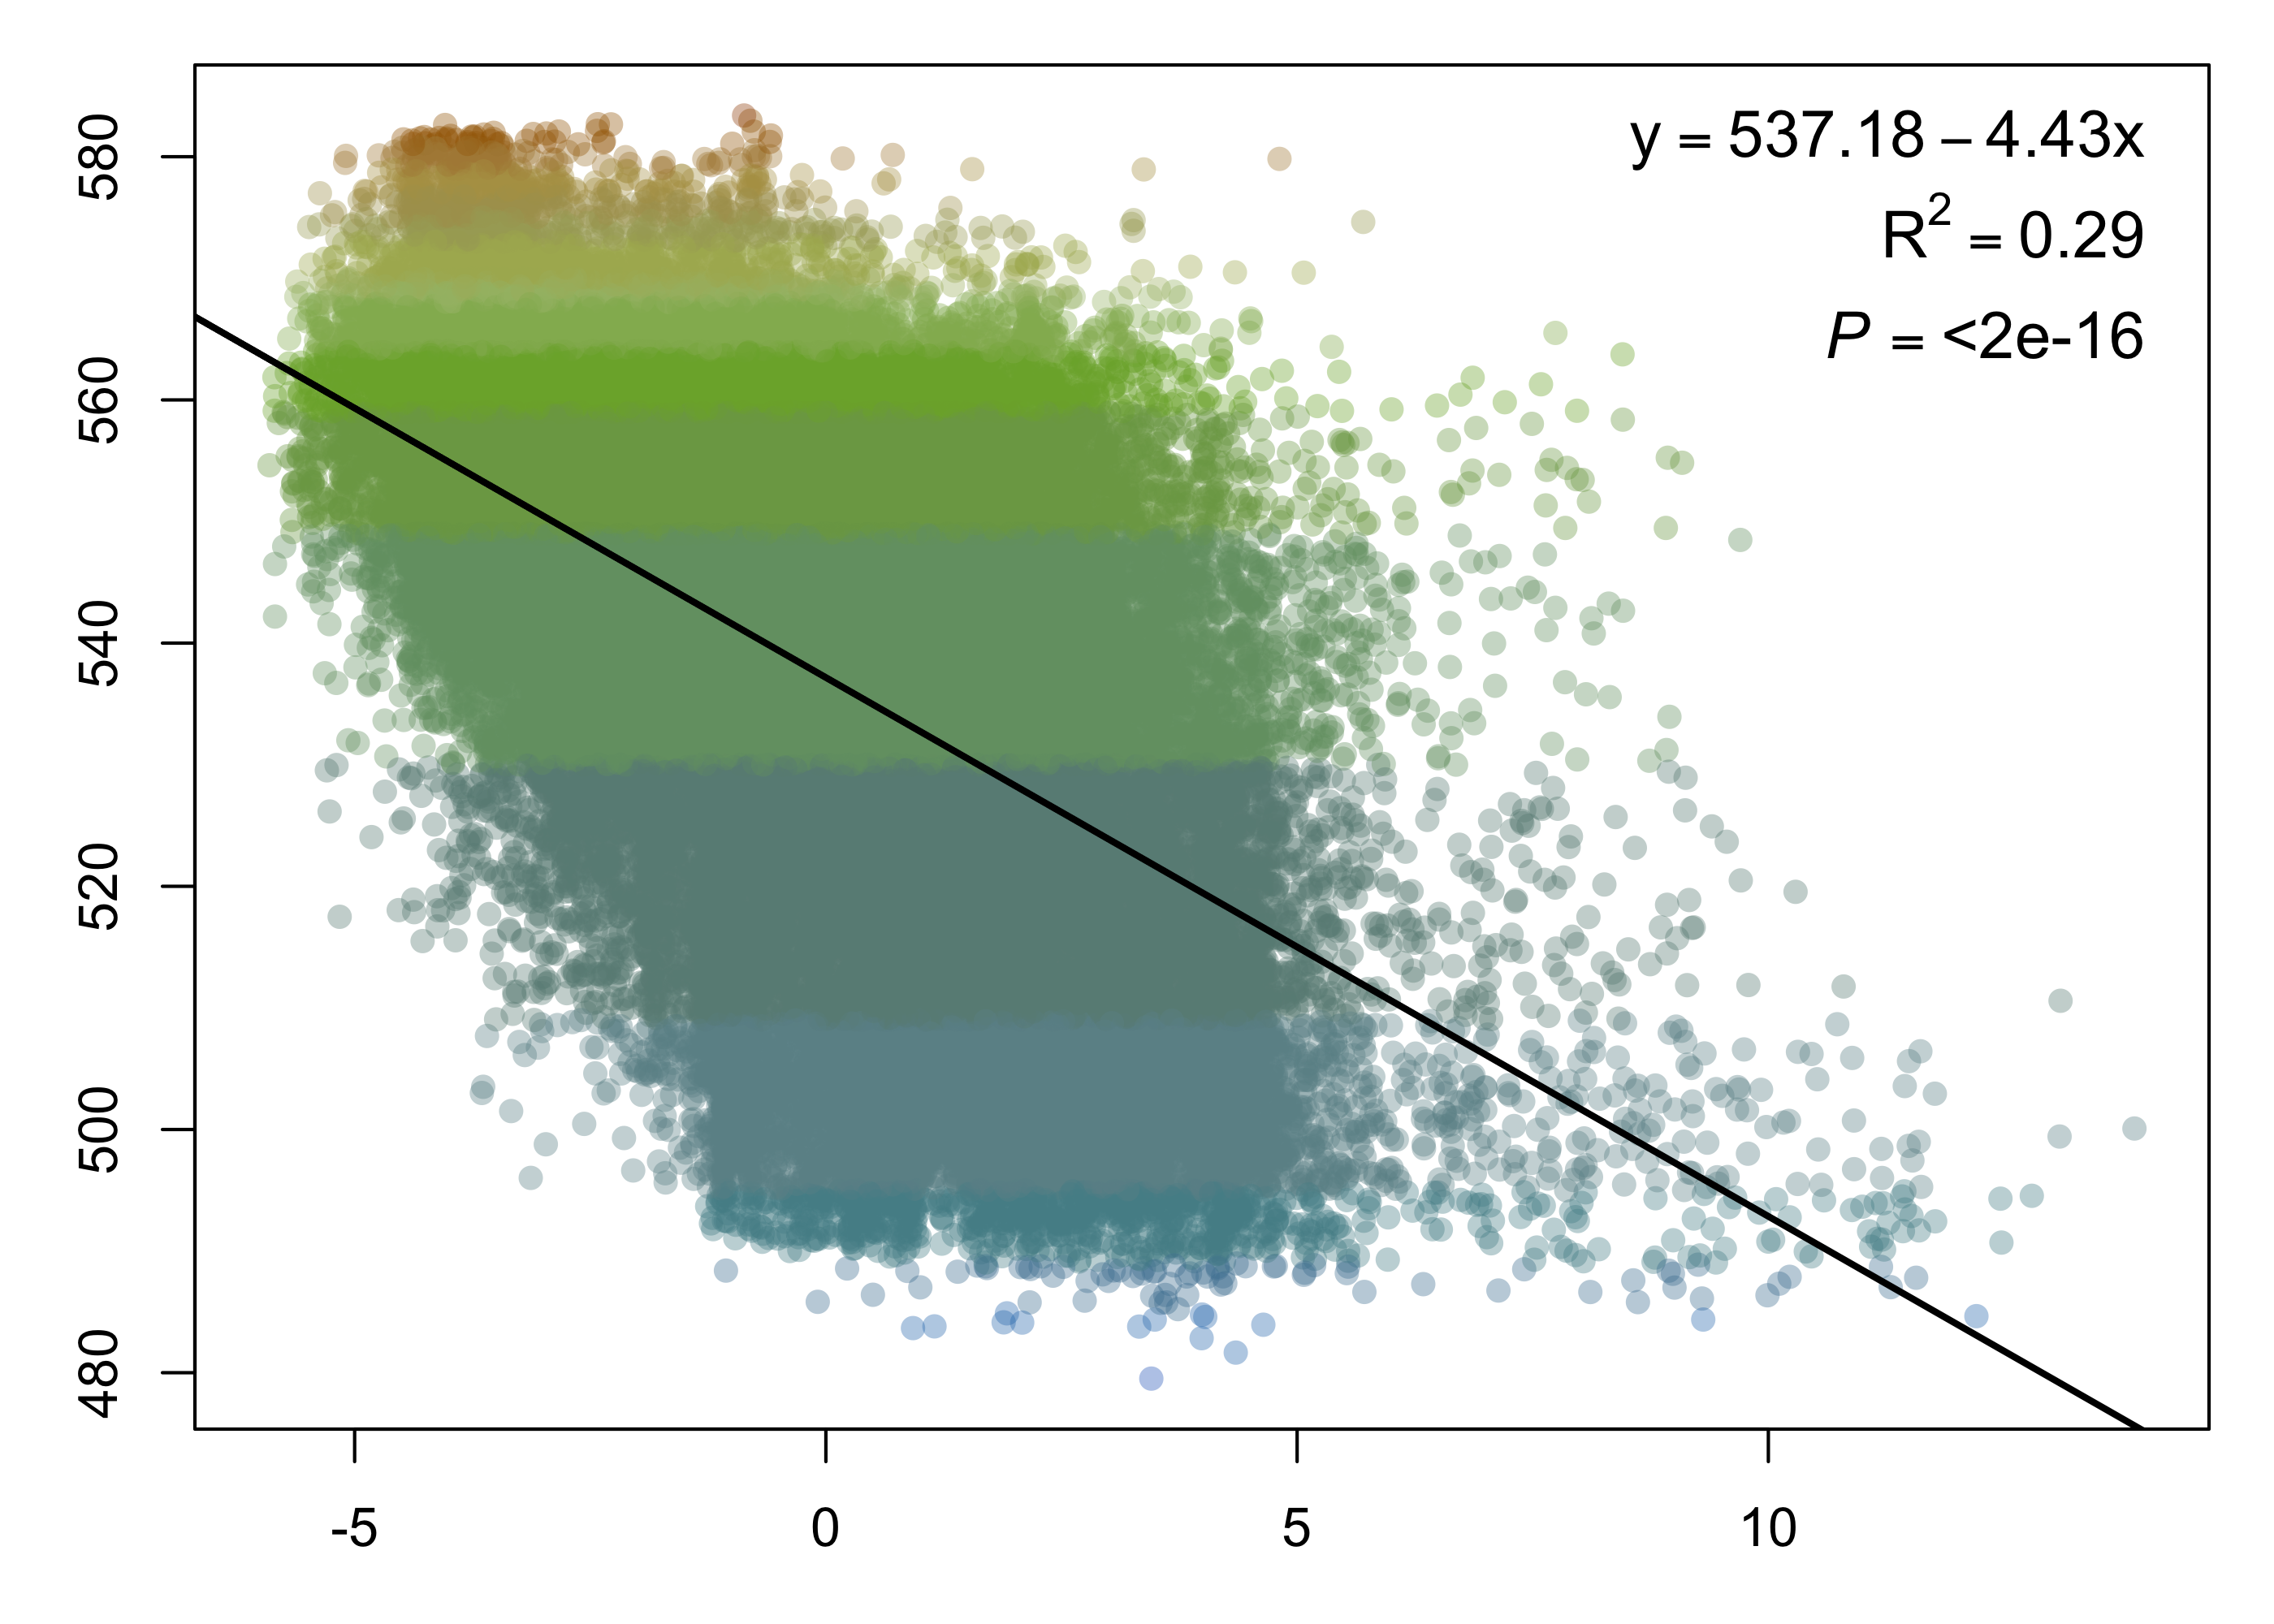 y = 537.18 – 4.43x
R² = 0.29
P = <2e-16
580
560
540
520
500
480
-5 0 5 10